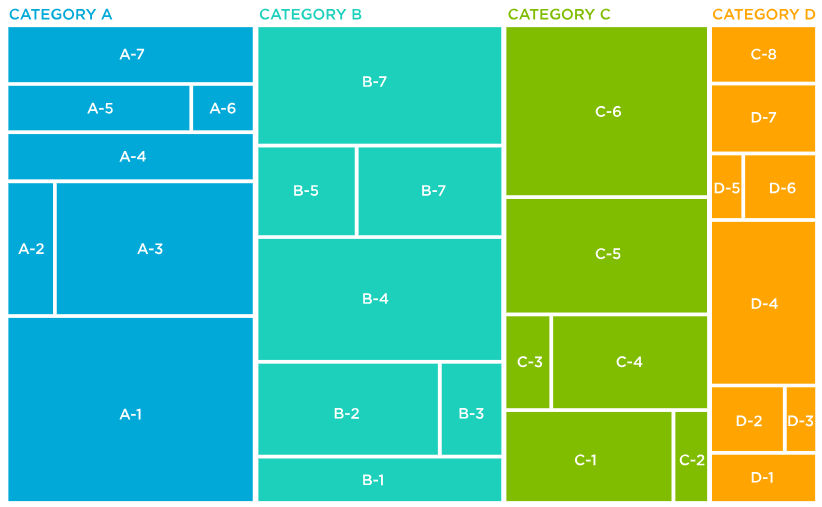 CATEGORY A
A-7
A-5
A-6
A-4
A-2
A-3
A-1
CATEGORY B
B-7
B-5
B-7
B-4
B-2
B-3
B-1
CATEGORY C
C-6
C-5
C-3
C-4
C-1
C-2
CATEGORY D
C-8
D-7
D-5
D-6
D-4
D-2
D-3
D-1